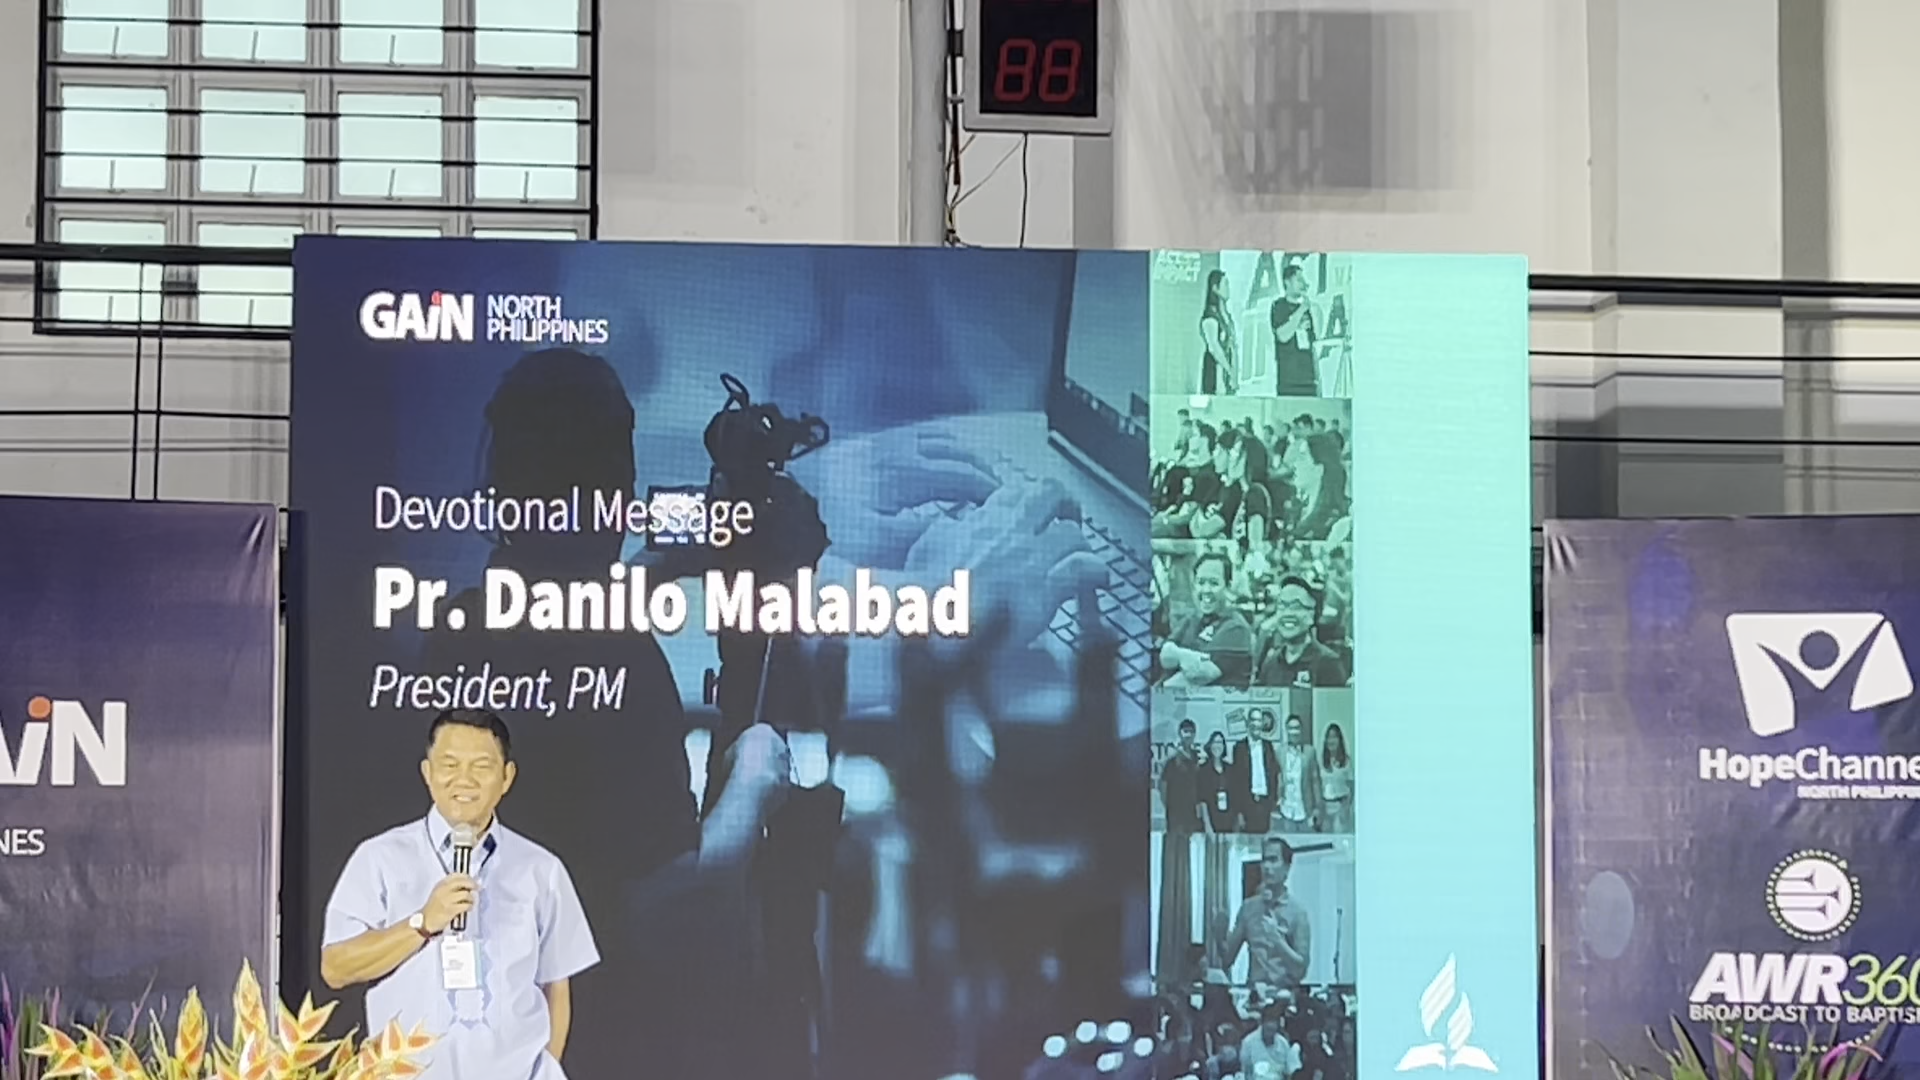 88
GAiN NORTH PHILIPPINES
Devotional Message
Pr. Danilo Malabad
President, PM
AiN
NES
HopeChanne
NORTH PHILIPPIN
AWR360
BROADCAST TO BAPTIS